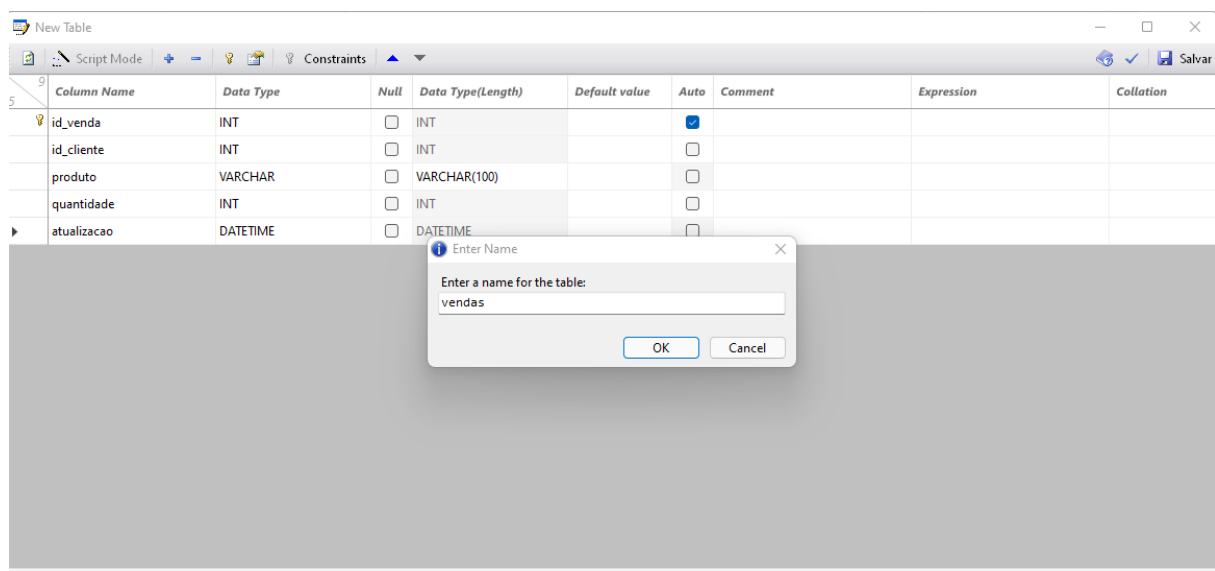 New Table
Script Mode Constraints Salvar
9
5
Column Name Data Type Null Data Type(Length) Default value Auto Comment Expression Collation
id_venda INT INT
id_cliente INT INT
produto VARCHAR VARCHAR(100)
quantidade INT INT
atualizacao DATETIME DATETIME
Enter Name
Enter a name for the table:
vendas
OK Cancel